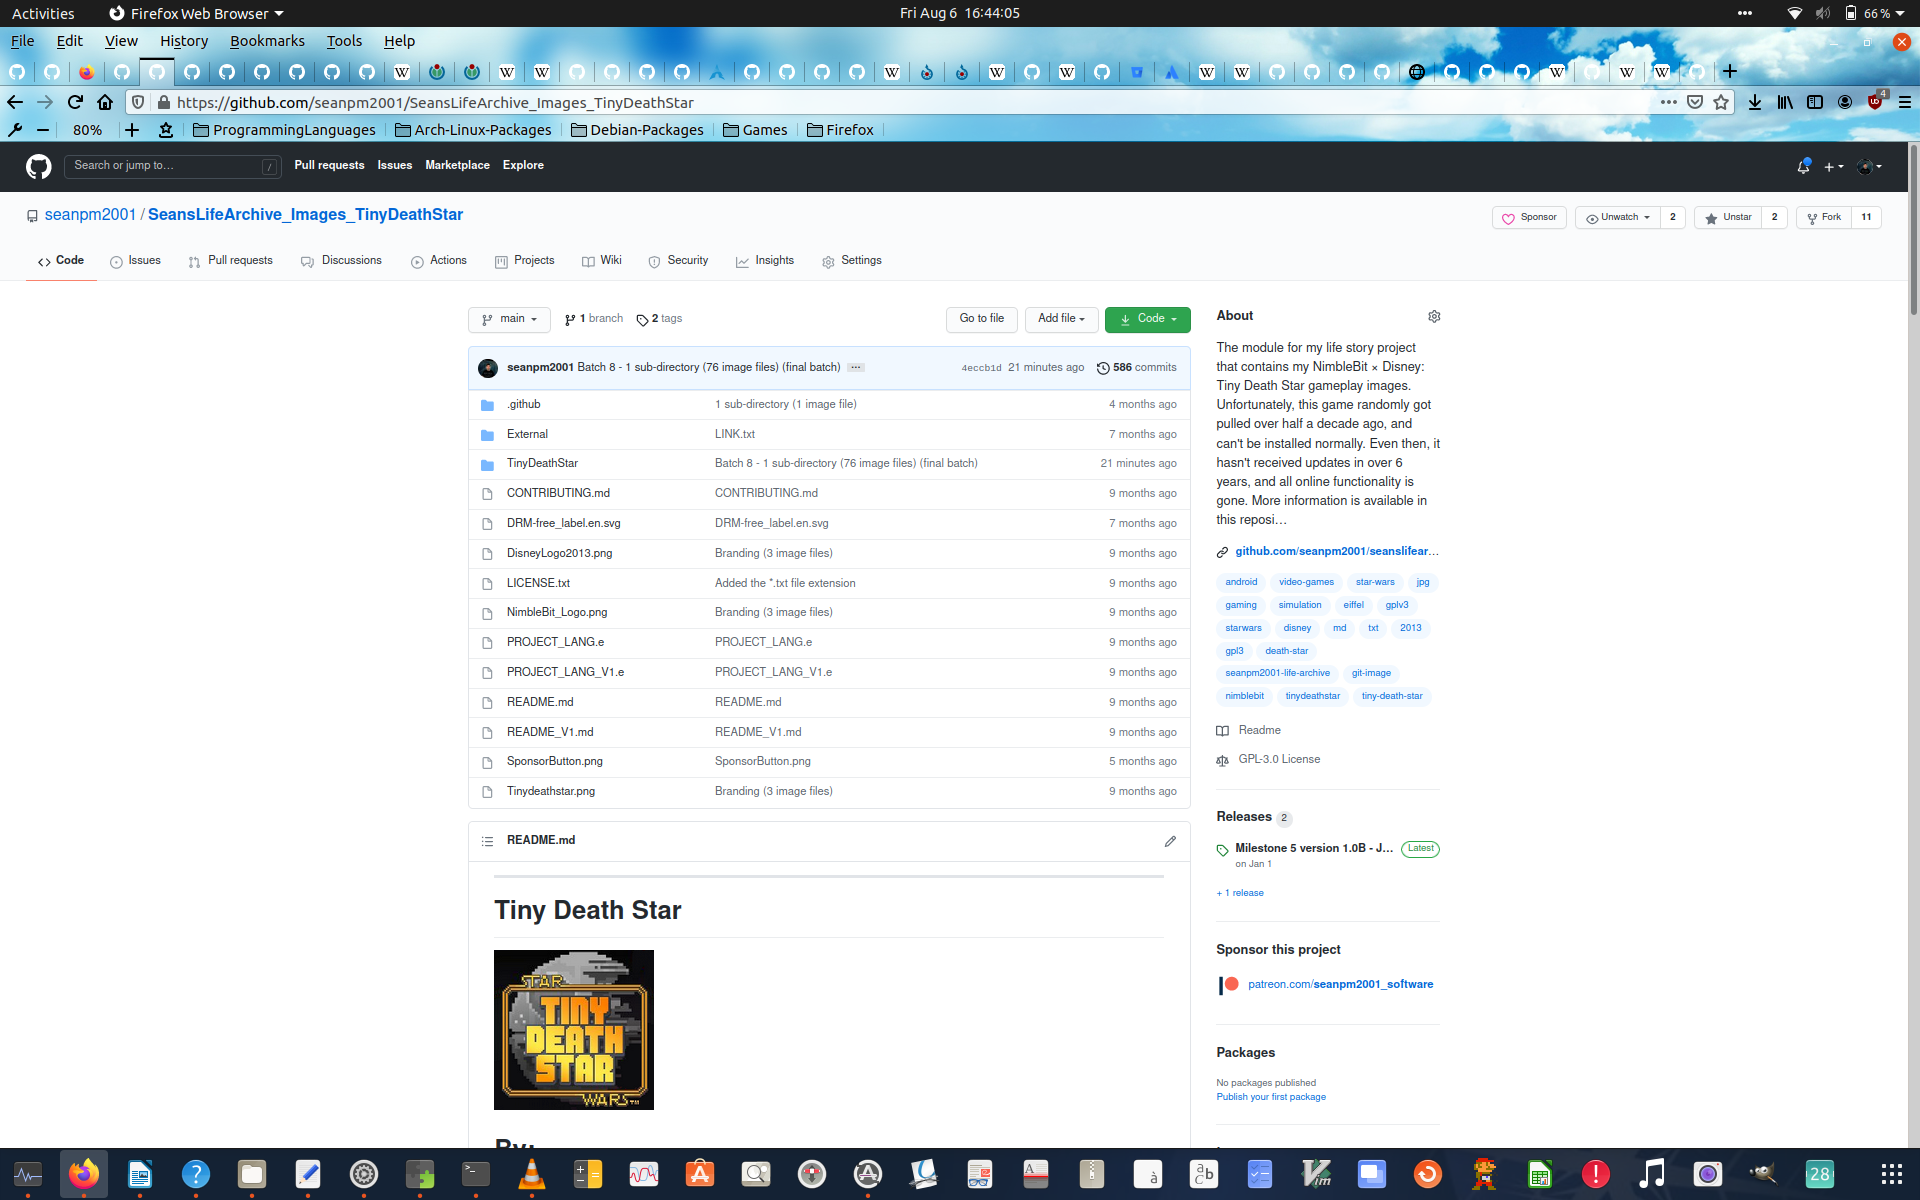 Activities Firefox Web Browser Fri Aug 6 16:44:05 66 %
File Edit View History Bookmarks Tools Help
https://github.com/seanpm2001/SeansLifeArchive_Images_TinyDeathStar 4
80% ProgrammingLanguages Arch-Linux-Packages Debian-Packages Games Firefox
Search or jump to… / Pull requests Issues Marketplace Explore
seanpm2001 / SeansLifeArchive_Images_TinyDeathStar Sponsor Unwatch 2 Unstar 2 Fork 11
Code Issues Pull requests Discussions Actions Projects Wiki Security Insights Settings
main 1 branch 2 tags Go to file Add file Code
seanpm2001 Batch 8 - 1 sub-directory (76 image files) (final batch) ... 4eccb1d 21 minutes ago 586 commits
.github 1 sub-directory (1 image file) 4 months ago
External LINK.txt 7 months ago
TinyDeathStar Batch 8 - 1 sub-directory (76 image files) (final batch) 21 minutes ago
CONTRIBUTING.md CONTRIBUTING.md 9 months ago
DRM-free_label.en.svg DRM-free_label.en.svg 7 months ago
DisneyLogo2013.png Branding (3 image files) 9 months ago
LICENSE.txt Added the *.txt file extension 9 months ago
NimbleBit_Logo.png Branding (3 image files) 9 months ago
PROJECT_LANG.e PROJECT_LANG.e 9 months ago
PROJECT_LANG_V1.e PROJECT_LANG_V1.e 9 months ago
README.md README.md 9 months ago
README_V1.md README_V1.md 9 months ago
SponsorButton.png SponsorButton.png 5 months ago
Tinydeathstar.png Branding (3 image files) 9 months ago
README.md
Tiny Death Star
STAR
TINY
DEATH
STAR
WARS™
By:
About
The module for my life story project
that contains my NimbleBit × Disney:
Tiny Death Star gameplay images.
Unfortunately, this game randomly got
pulled over half a decade ago, and
can't be installed normally. Even then, it
hasn't received updates in over 6
years, and all online functionality is
gone. More information is available in
this reposi…
github.com/seanpm2001/seanslifear…
android video-games star-wars jpg
gaming simulation eiffel gplv3
starwars disney md txt 2013
gpl3 death-star
seanpm2001-life-archive git-image
nimblebit tinydeathstar tiny-death-star
Readme
GPL-3.0 License
Releases 2
Milestone 5 version 1.0B - J… Latest
on Jan 1
+ 1 release
Sponsor this project
patreon.com/seanpm2001_software
Packages
No packages published
Publish your first package
28